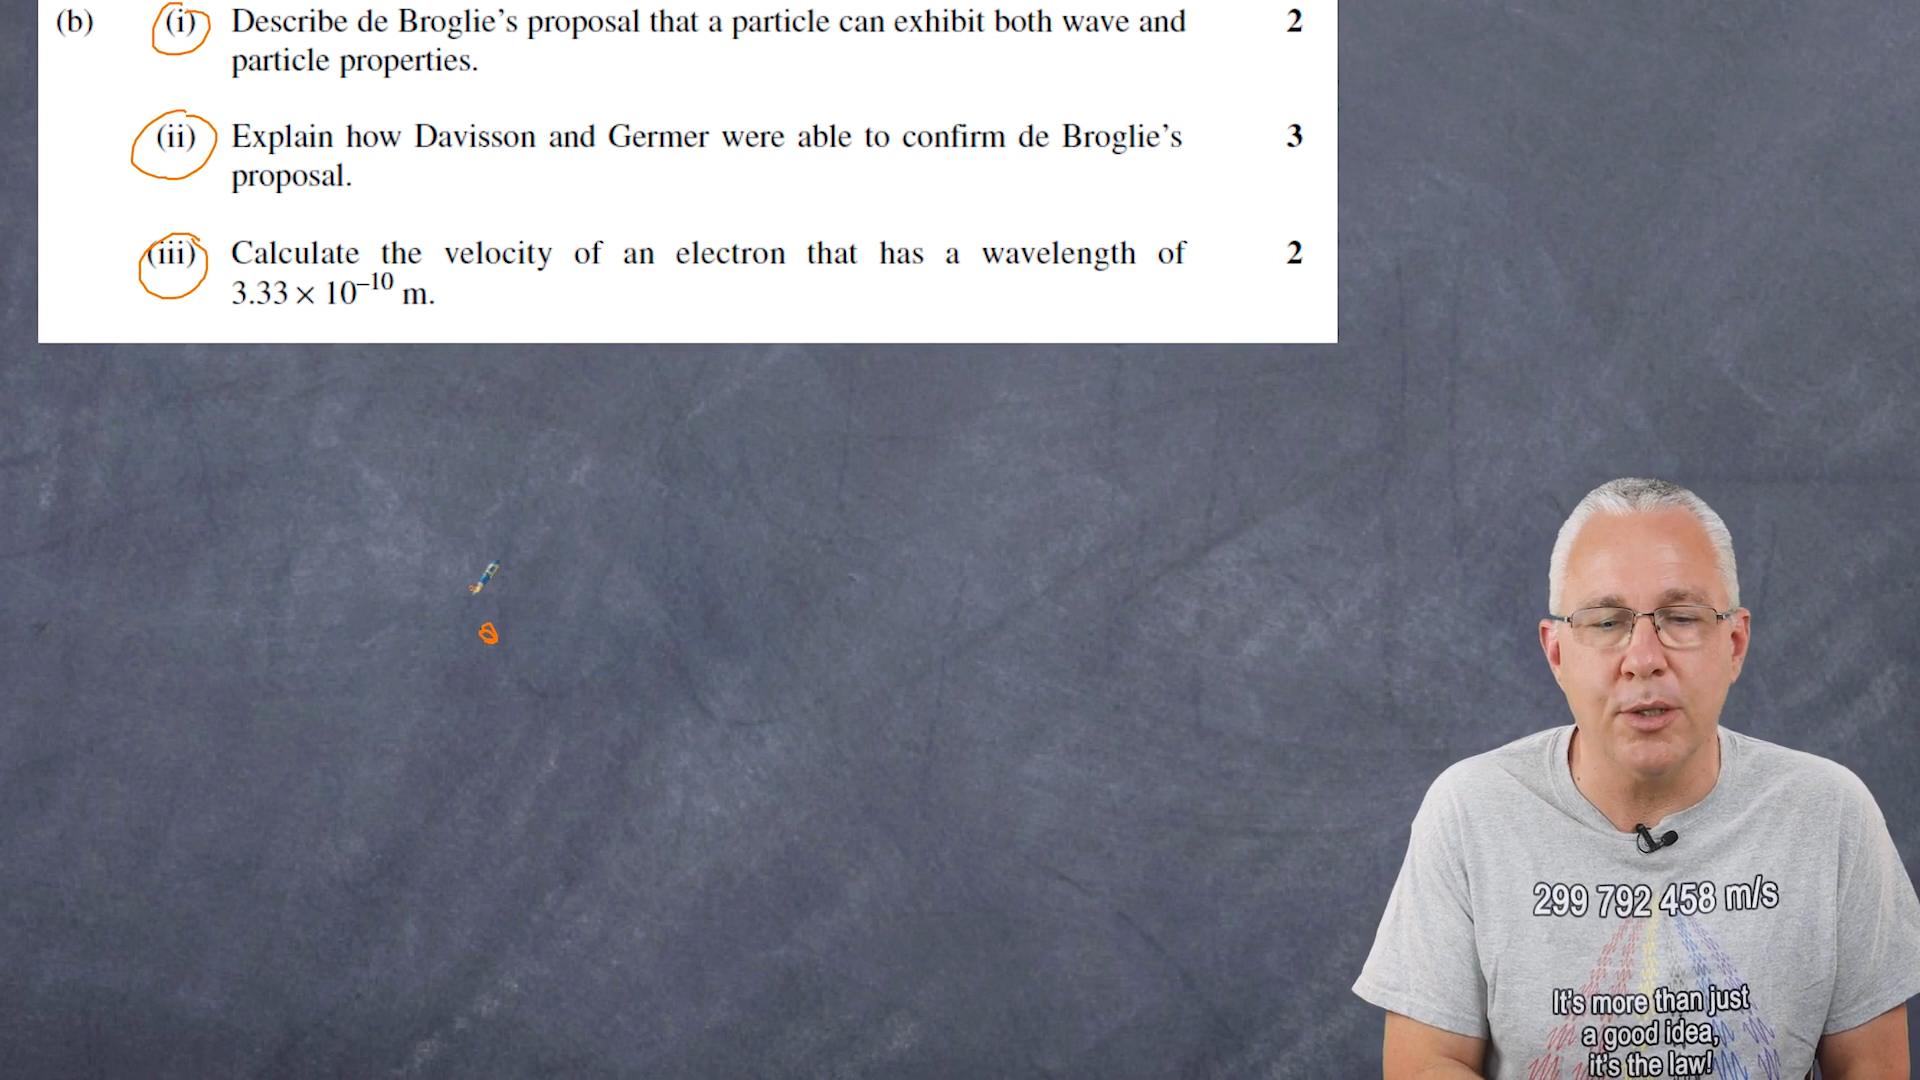 (b) (i) Describe de Broglie's proposal that a particle can exhibit both wave and 2
particle properties.
(ii) Explain how Davisson and Germer were able to confirm de Broglie's 3
proposal.
(iii) Calculate the velocity of an electron that has a wavelength of 2
3.33 × 10⁻¹⁰ m.
299 792 458 m/s
It's more than just
a good idea,
it's the law!